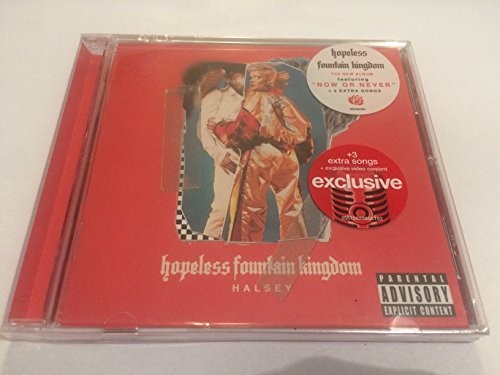 hopeless
fountain kingdom
THE NEW ALBUM
featuring
"NOW OR NEVER"
+ 3 EXTRA SONGS
+3
extra songs
+ exclusive video content
exclusive
hopeless fountain kingdom
HALSEY
PARENTAL
ADVISORY
EXPLICIT CONTENT